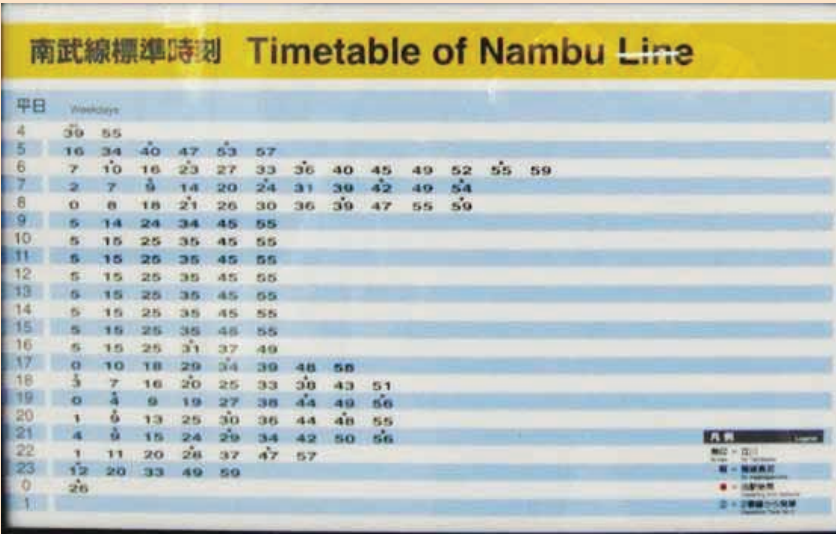 南武線標準時刻 Timetable of Nambu Line
平日 Weekdays
4 39 55
5 16 34 40 47 53 57
6 7 10 16 23 27 33 36 40 45 49 52 55 59
7 2 7 9 14 20 24 31 39 42 49 54
8 0 8 18 21 26 30 36 39 47 55 59
9 5 14 24 34 45 55
10 5 15 25 35 45 55
11 5 15 25 35 45 55
12 5 15 25 35 45 55
13 5 15 25 35 45 55
14 5 15 25 35 45 55
15 5 15 25 35 45 55
16 5 15 25 31 37 49
17 0 10 18 29 34 39 48 58
18 3 7 16 20 25 33 38 43 51
19 0 4 9 19 27 38 44 49 56
20 1 9 13 25 30 36 44 48 55
21 4 9 15 24 29 34 42 50 56
22 1 11 20 28 37 47 57
23 12 20 33 49 59
0 26
1
凡例 Legend
無印 = 立川